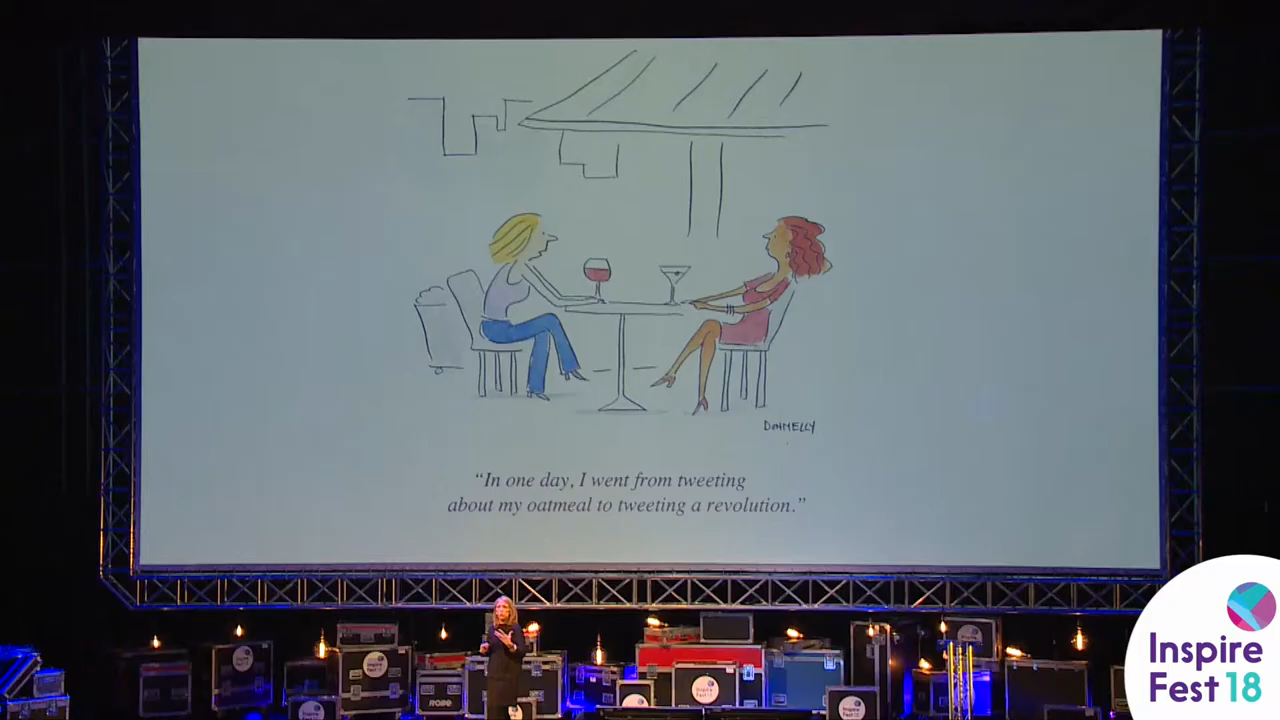 DONNELLY
“In one day, I went from tweeting
about my oatmeal to tweeting a revolution.”
Inspire
Fest 18